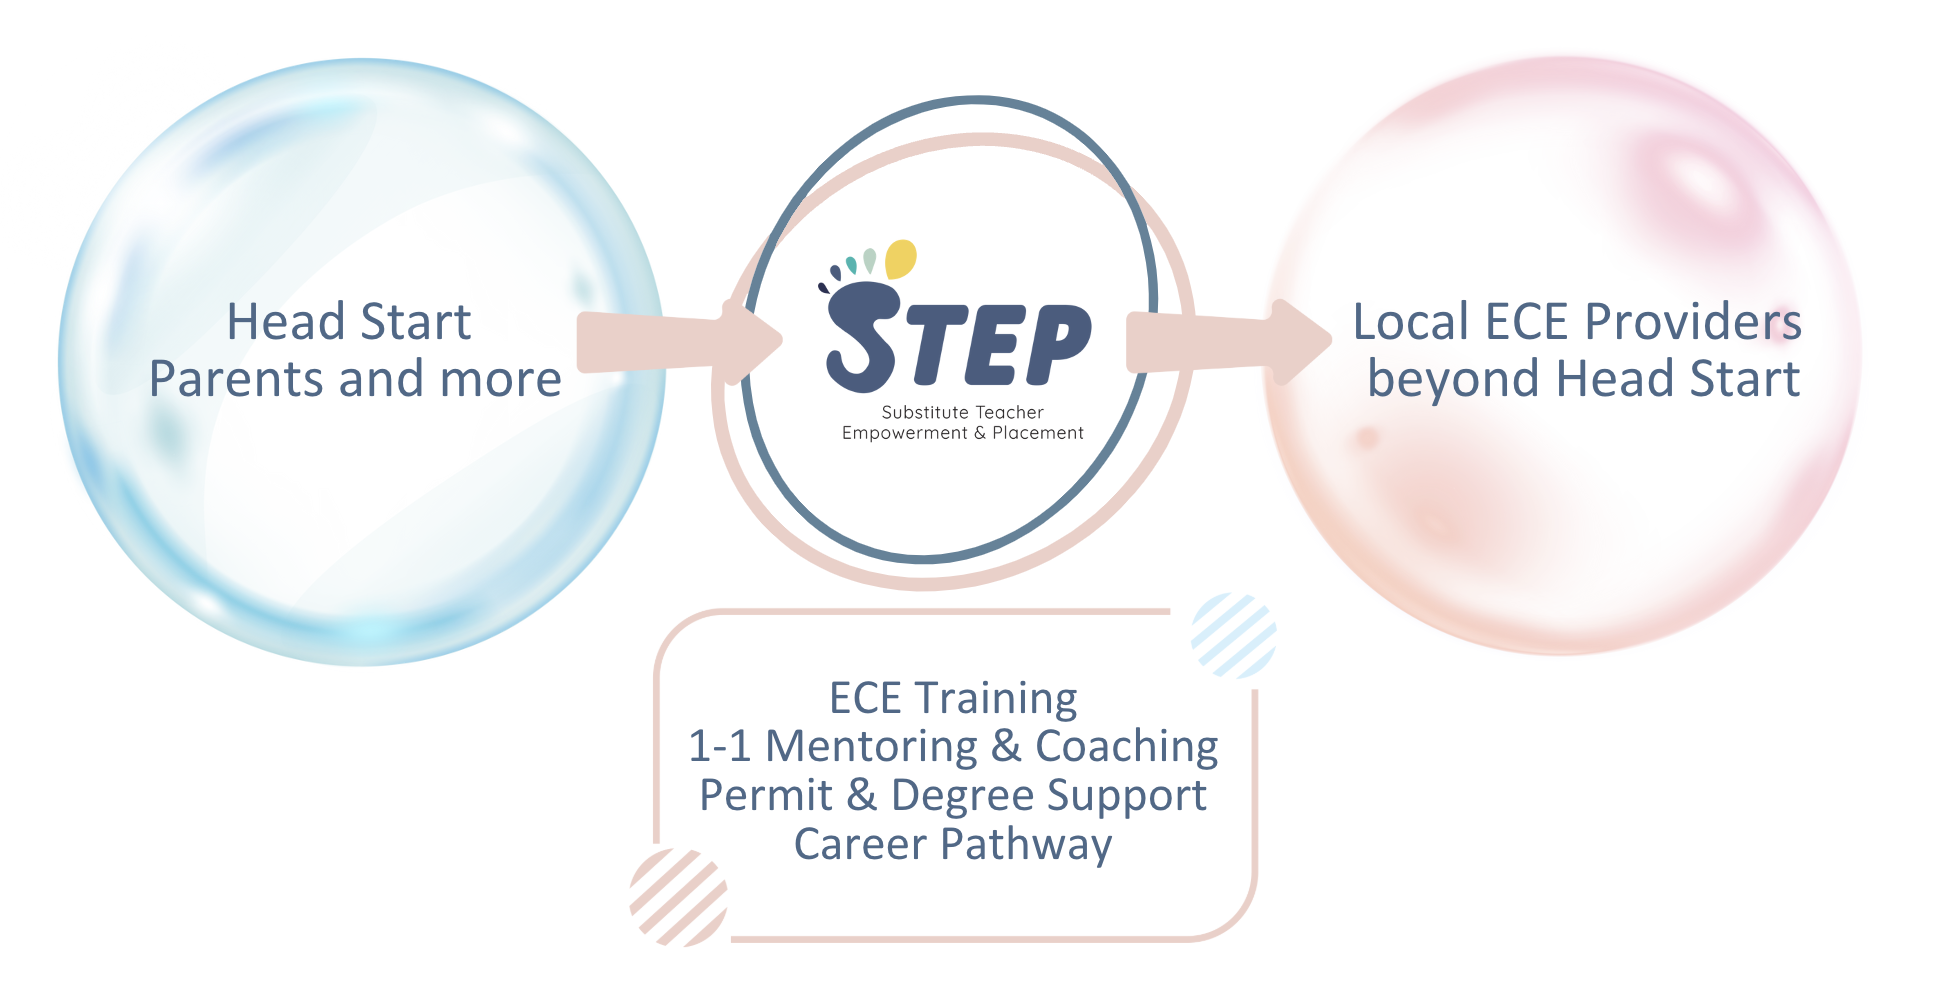 Head Start
Parents and more
STEP
Substitute Teacher
Empowerment & Placement
Local ECE Providers
beyond Head Start
ECE Training
1-1 Mentoring & Coaching
Permit & Degree Support
Career Pathway